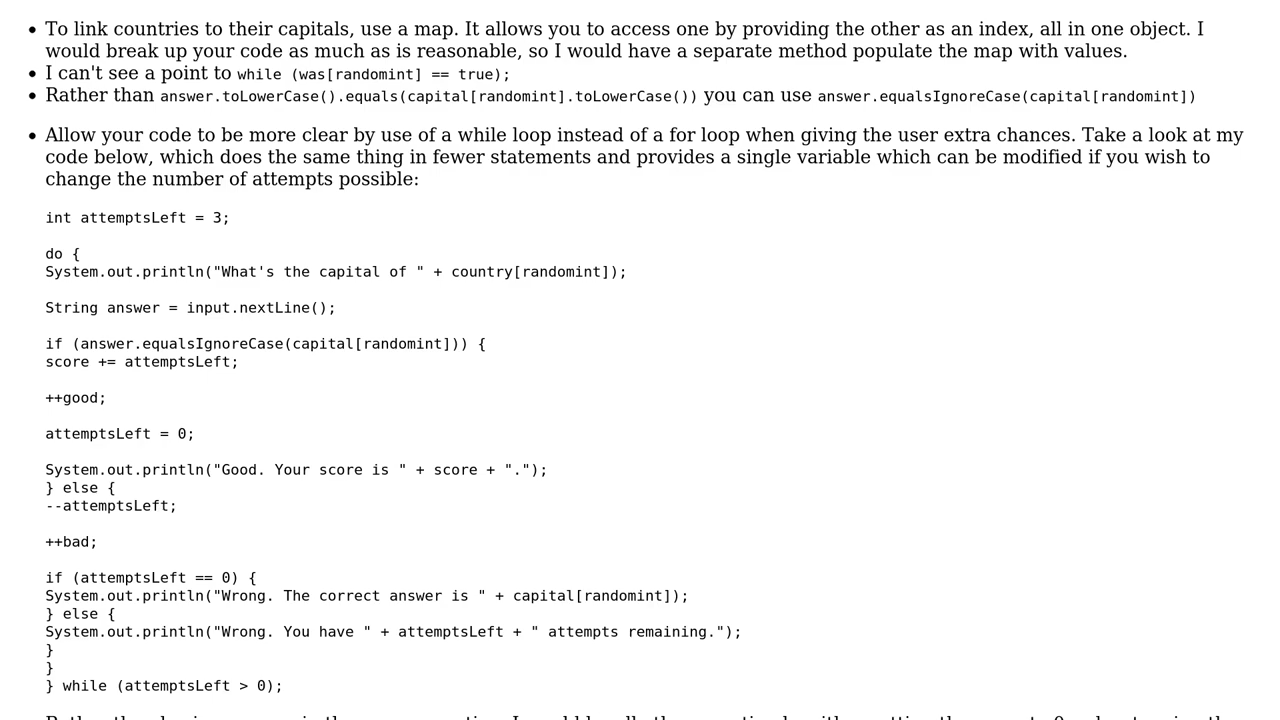 To link countries to their capitals, use a map. It allows you to access one by providing the other as an index, all in one object. I
would break up your code as much as is reasonable, so I would have a separate method populate the map with values.
I can't see a point to while (was[randomint] == true);
Rather than answer.toLowerCase().equals(capital[randomint].toLowerCase()) you can use answer.equalsIgnoreCase(capital[randomint])
Allow your code to be more clear by use of a while loop instead of a for loop when giving the user extra chances. Take a look at my
code below, which does the same thing in fewer statements and provides a single variable which can be modified if you wish to
change the number of attempts possible:
int attemptsLeft = 3;
do {
System.out.println("What's the capital of " + country[randomint]);
String answer = input.nextLine();
if (answer.equalsIgnoreCase(capital[randomint])) {
score += attemptsLeft;
++good;
attemptsLeft = 0;
System.out.println("Good. Your score is " + score + ".");
} else {
--attemptsLeft;
++bad;
if (attemptsLeft == 0) {
System.out.println("Wrong. The correct answer is " + capital[randomint]);
} else {
System.out.println("Wrong. You have " + attemptsLeft + " attempts remaining.");
}
}
} while (attemptsLeft > 0);